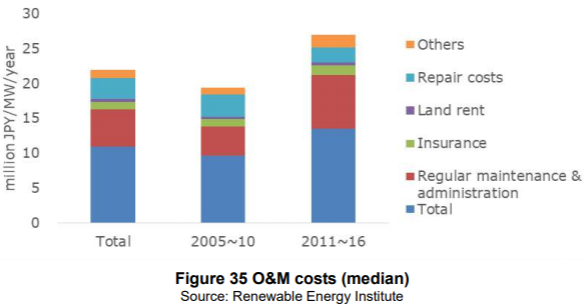 30
25
20
15
10
5
0
million JPY/MW/year
Total
2005~10
2011~16
Others
Repair costs
Land rent
Insurance
Regular maintenance &
administration
Total
Figure 35 O&M costs (median)
Source: Renewable Energy Institute